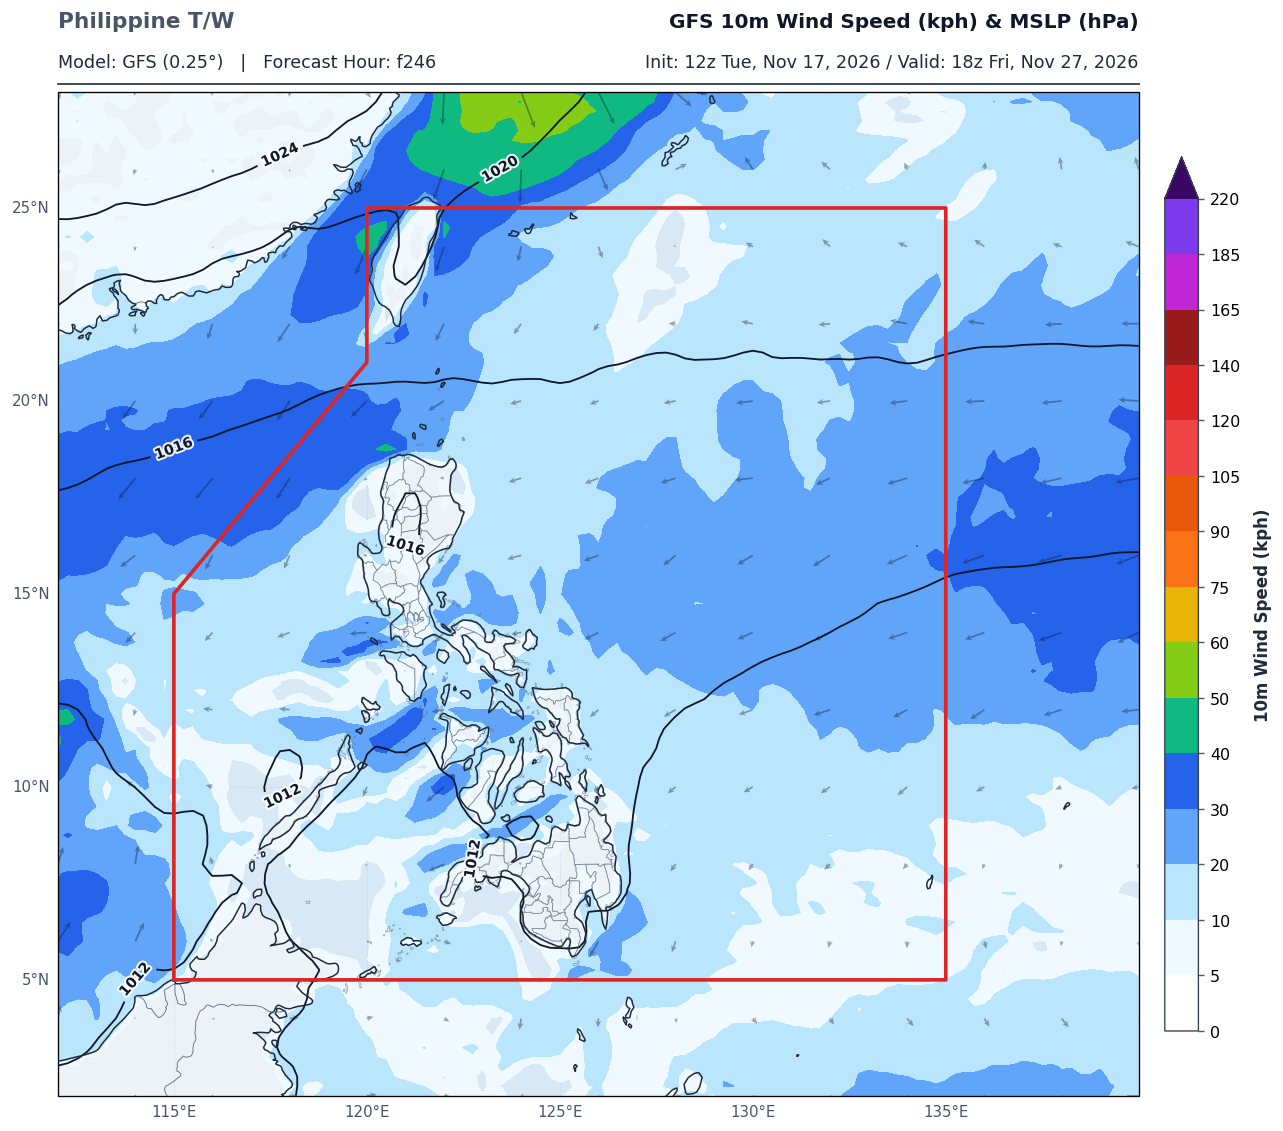 Philippine T/W
GFS 10m Wind Speed (kph) & MSLP (hPa)
Model: GFS (0.25°)   |   Forecast Hour: f246
Init: 12z Tue, Nov 17, 2026 / Valid: 18z Fri, Nov 27, 2026
1024
1020
1016
1016
1012
1012
1012
25°N
20°N
15°N
10°N
5°N
115°E
120°E
125°E
130°E
135°E
220
185
165
140
120
105
90
75
60
50
40
30
20
10
5
0
10m Wind Speed (kph)